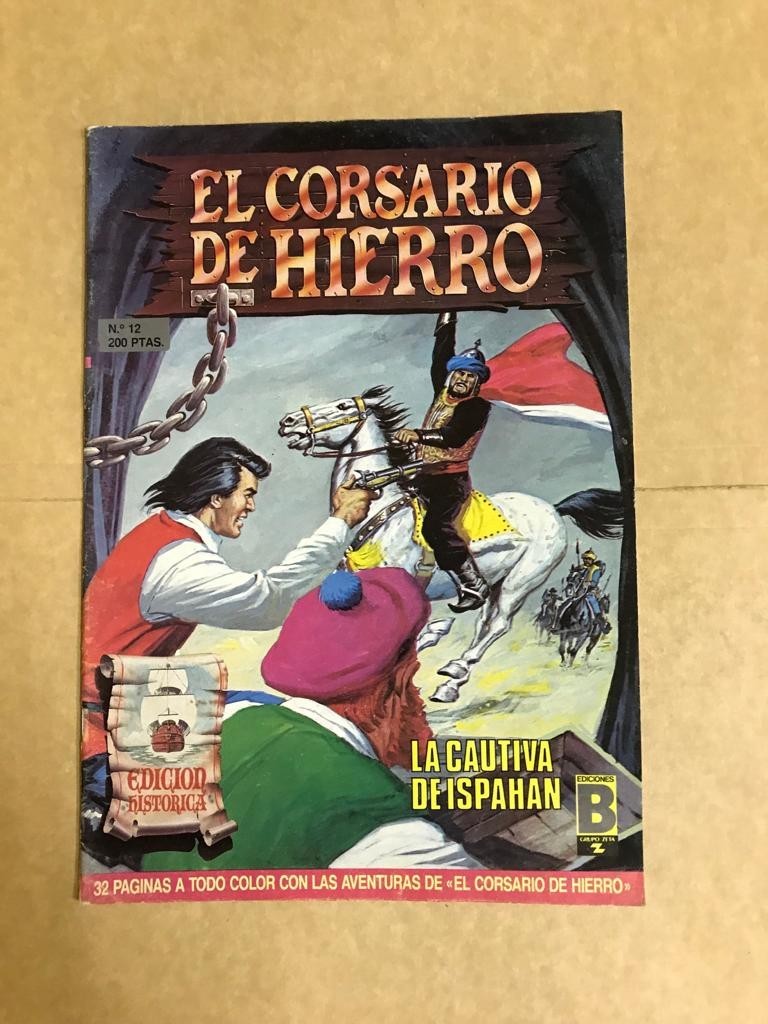 EL CORSARIO
DE HIERRO
N.º 12
200 PTAS.
EDICION
HISTORICA
LA CAUTIVA
DE ISPAHAN
EDICIONES
B
GRUPO ZETA
Z
32 PAGINAS A TODO COLOR CON LAS AVENTURAS DE «EL CORSARIO DE HIERRO»